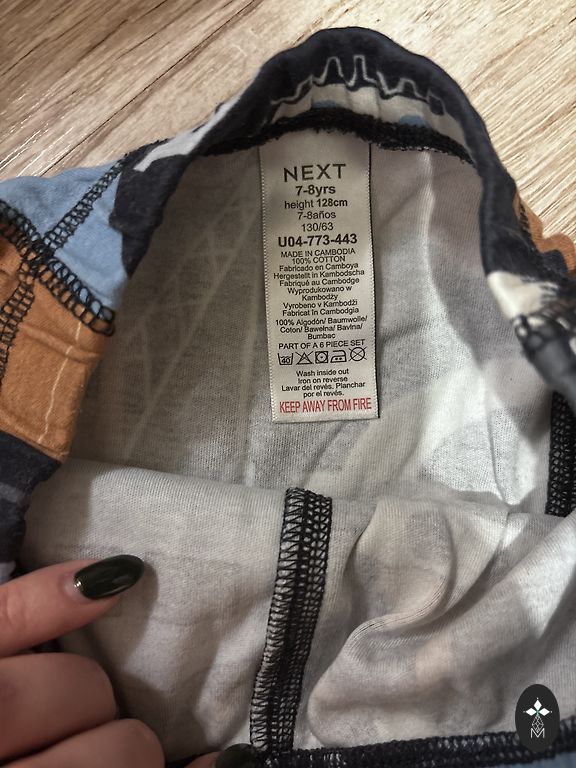 NEXT
7-8yrs
height 128cm
7-8años
130/63
U04-773-443
MADE IN CAMBODIA
100% COTTON
Fabricado en Camboya
Hergestellt in Kambodscha
Fabriqué au Cambodge
Wyprodukowano w
Kambodży
Vyrobeno v Kambodži
Fabricat în Cambodgia
100% Algodón/ Baumwolle/
Coton/ Bawełna/ Bavlna/
Bumbac
PART OF A 6 PIECE SET
40
Wash inside out
Iron on reverse
Lavar del revés. Planchar
por el revés.
KEEP AWAY FROM FIRE
M